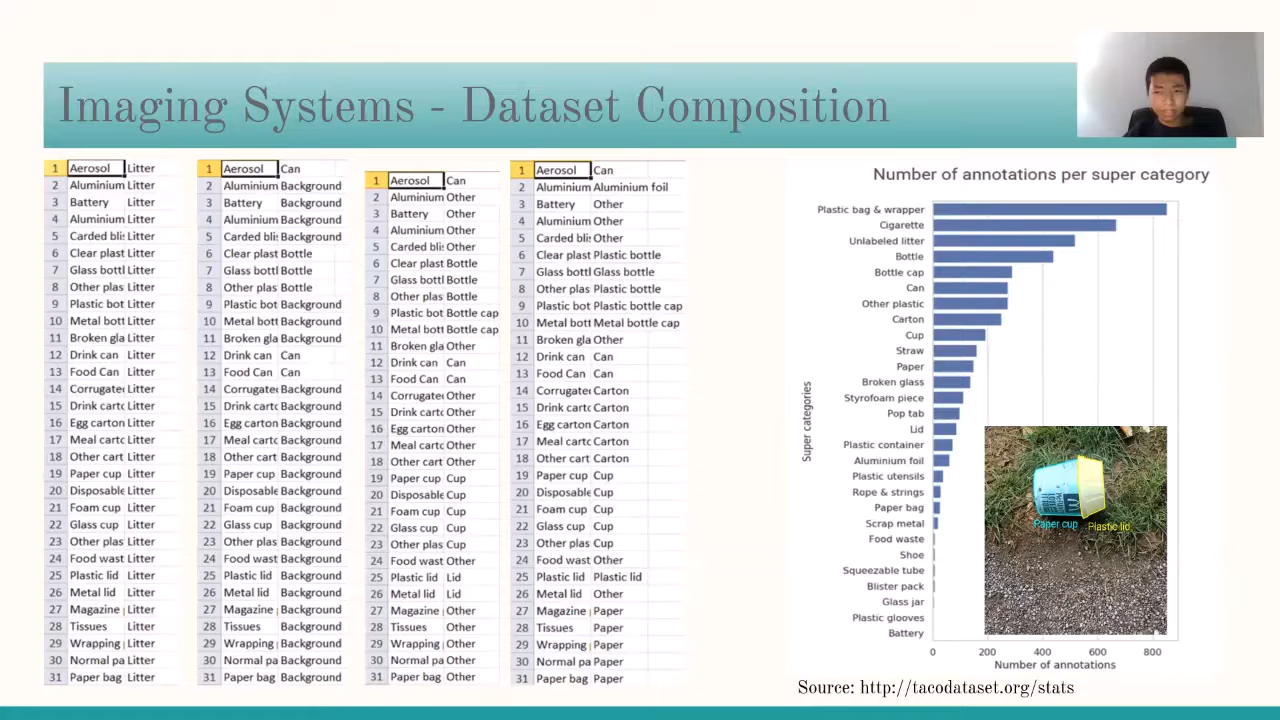 Imaging Systems - Dataset Composition
1 Aerosol Litter
2 Aluminium Litter
3 Battery Litter
4 Aluminium Litter
5 Carded bli: Litter
6 Clear plast Litter
7 Glass bottl Litter
8 Other plas Litter
9 Plastic bot Litter
10 Metal bott Litter
11 Broken gla Litter
12 Drink can Litter
13 Food Can Litter
14 Corrugated Litter
15 Drink cartc Litter
16 Egg carton Litter
17 Meal cartc Litter
18 Other cart Litter
19 Paper cup Litter
20 Disposable Litter
21 Foam cup Litter
22 Glass cup Litter
23 Other plas Litter
24 Food wast Litter
25 Plastic lid Litter
26 Metal lid Litter
27 Magazine Litter
28 Tissues Litter
29 Wrapping Litter
30 Normal pa Litter
31 Paper bag Litter
1 Aerosol Can
2 Aluminium Background
3 Battery Background
4 Aluminium Background
5 Carded bli: Background
6 Clear plast Bottle
7 Glass bottl Bottle
8 Other plas Bottle
9 Plastic bot Background
10 Metal bott Background
11 Broken gla Background
12 Drink can Can
13 Food Can Can
14 Corrugated Background
15 Drink cartc Background
16 Egg carton Background
17 Meal cartc Background
18 Other cart Background
19 Paper cup Background
20 Disposable Background
21 Foam cup Background
22 Glass cup Background
23 Other plas Background
24 Food wast Background
25 Plastic lid Background
26 Metal lid Background
27 Magazine Background
28 Tissues Background
29 Wrapping Background
30 Normal pa Background
31 Paper bag Background
1 Aerosol Can
2 Aluminium Other
3 Battery Other
4 Aluminium Other
5 Carded bli: Other
6 Clear plast Bottle
7 Glass bottl Bottle
8 Other plas Bottle
9 Plastic bot Bottle cap
10 Metal bott Bottle cap
11 Broken gla Other
12 Drink can Can
13 Food Can Can
14 Corrugated Other
15 Drink cartc Other
16 Egg carton Other
17 Meal cartc Other
18 Other cart Other
19 Paper cup Cup
20 Disposable Cup
21 Foam cup Cup
22 Glass cup Cup
23 Other plas Cup
24 Food wast Other
25 Plastic lid Lid
26 Metal lid Lid
27 Magazine Other
28 Tissues Other
29 Wrapping Other
30 Normal pa Other
31 Paper bag Other
1 Aerosol Can
2 Aluminium Aluminium foil
3 Battery Other
4 Aluminium Other
5 Carded bli: Other
6 Clear plast Plastic bottle
7 Glass bottl Glass bottle
8 Other plas Plastic bottle
9 Plastic bot Plastic bottle cap
10 Metal bott Metal bottle cap
11 Broken gla Other
12 Drink can Can
13 Food Can Can
14 Corrugated Carton
15 Drink cartc Carton
16 Egg carton Carton
17 Meal cartc Carton
18 Other cart Carton
19 Paper cup Cup
20 Disposable Cup
21 Foam cup Cup
22 Glass cup Cup
23 Other plas Cup
24 Food wast Other
25 Plastic lid Plastic lid
26 Metal lid Other
27 Magazine Paper
28 Tissues Paper
29 Wrapping Paper
30 Normal pa Paper
31 Paper bag Paper
Number of annotations per super category
Super categories
Plastic bag & wrapper
Cigarette
Unlabeled litter
Bottle
Bottle cap
Can
Other plastic
Carton
Cup
Straw
Paper
Broken glass
Styrofoam piece
Pop tab
Lid
Plastic container
Aluminium foil
Plastic utensils
Rope & strings
Paper bag
Scrap metal
Food waste
Shoe
Squeezable tube
Blister pack
Glass jar
Plastic glooves
Battery
Paper cup Plastic lid
0 200 400 600 800
Number of annotations
Source: http://tacodataset.org/stats